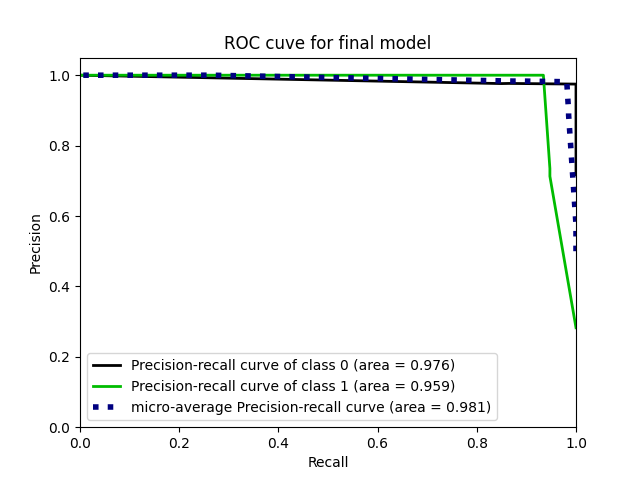 ROC cuve for final model
1.0
0.8
0.6
0.4
0.2
0.0
Precision
Precision-recall curve of class 0 (area = 0.976)
Precision-recall curve of class 1 (area = 0.959)
micro-average Precision-recall curve (area = 0.981)
0.0 0.2 0.4 0.6 0.8 1.0
Recall